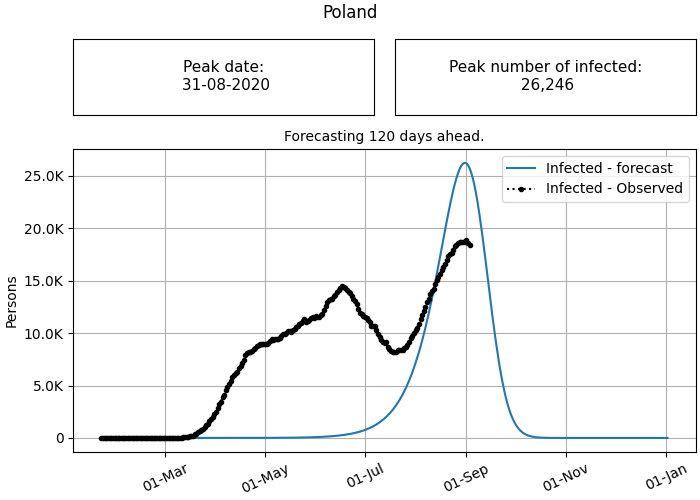 Poland
Peak date:
31-08-2020
Peak number of infected:
26,246
Forecasting 120 days ahead.
Infected - forecast
Infected - Observed
25.0K
20.0K
15.0K
10.0K
5.0K
0
Persons
01-Mar
01-May
01-Jul
01-Sep
01-Nov
01-Jan